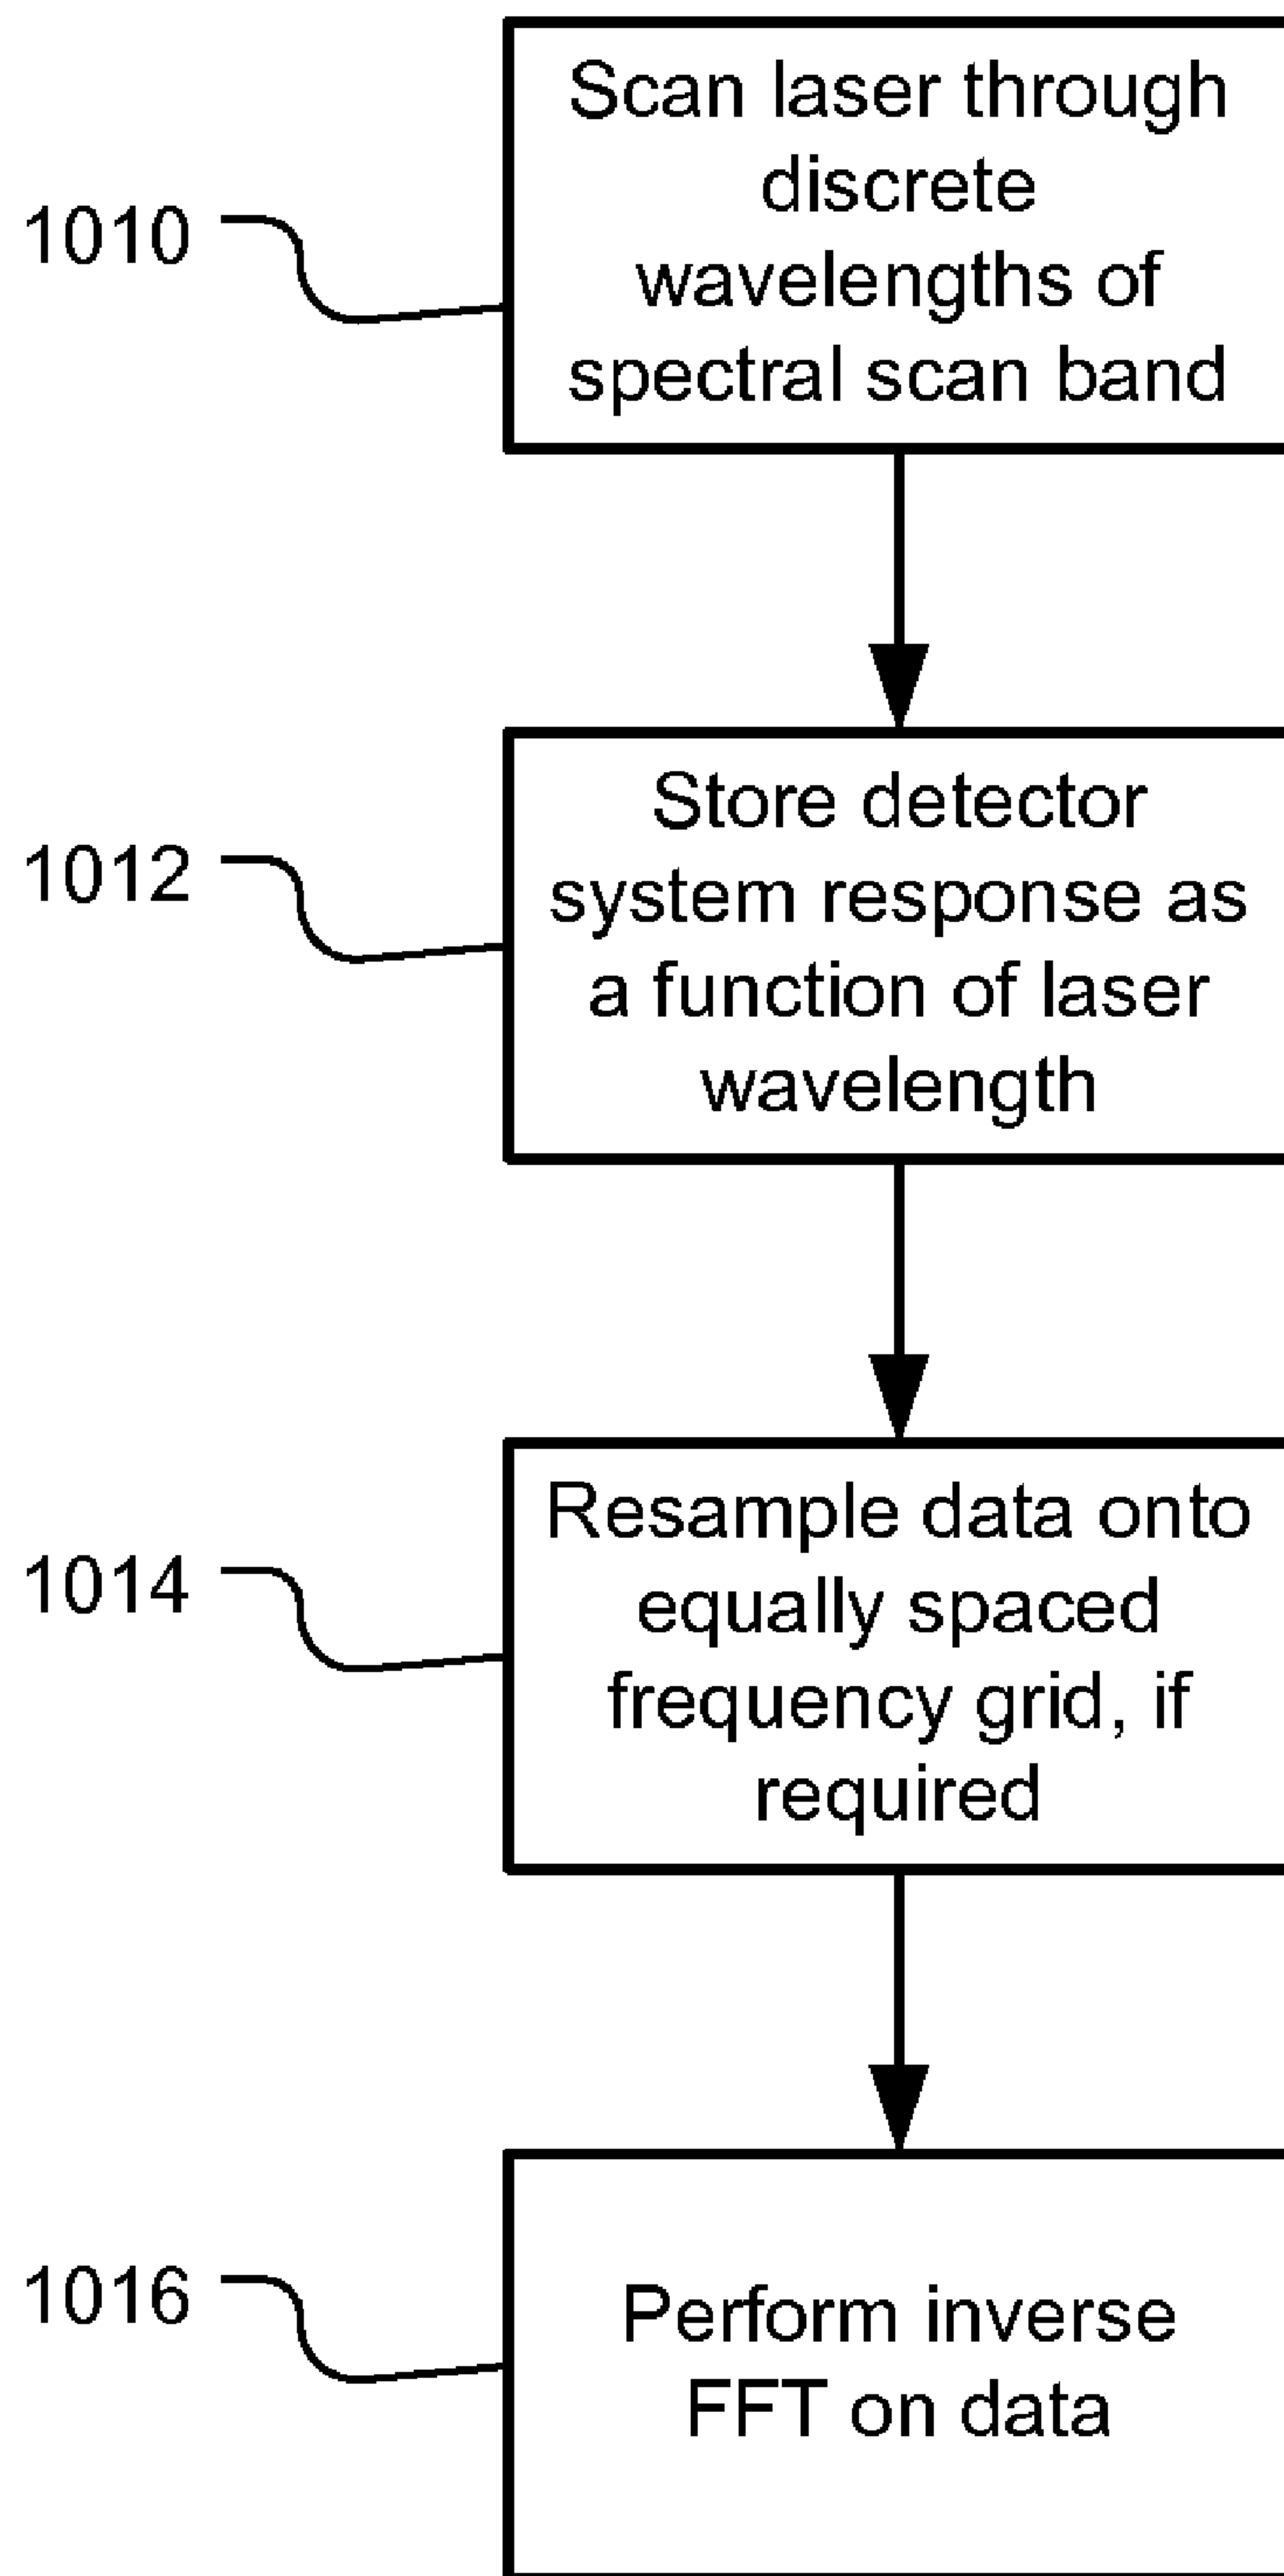 Scan laser through
discrete
1010
wavelengths of
spectral scan band
Store detector
1012
system response as
a function of laser
wavelength
Resample data onto
1014
equally spaced
frequency grid, if
required
1016
Perform inverse
FFT on data